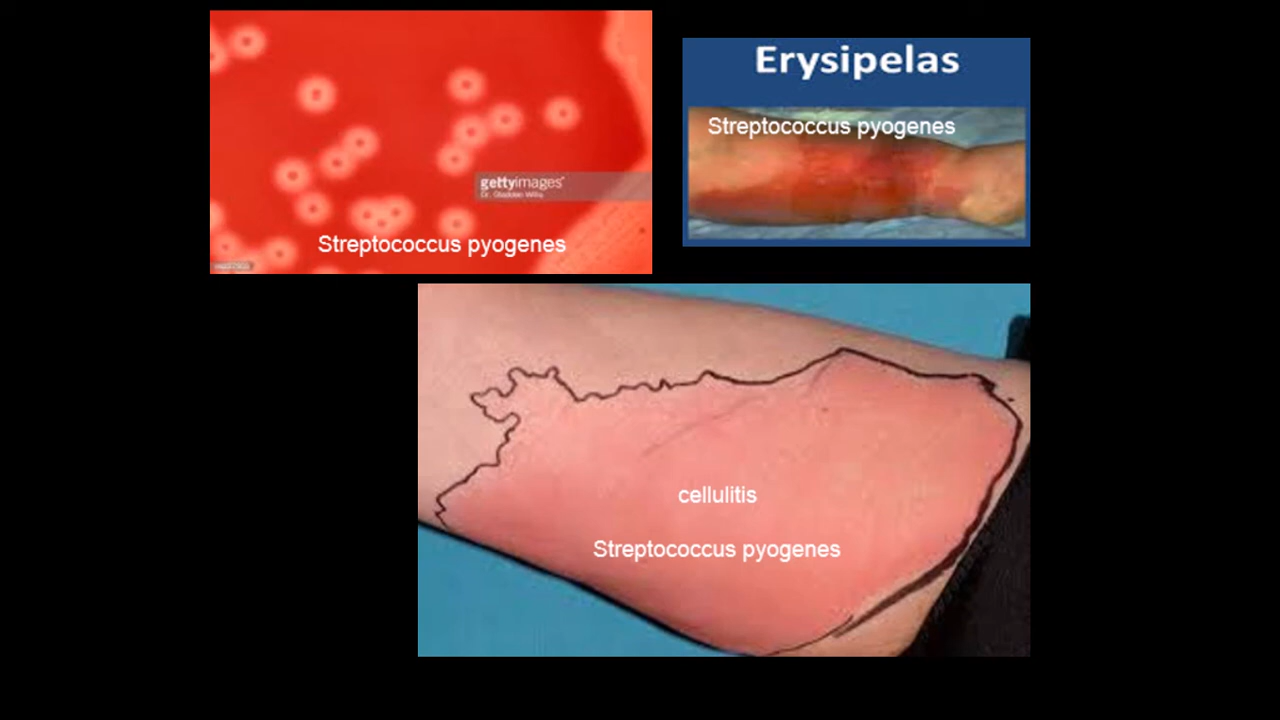 Erysipelas
Streptococcus pyogenes
gettyimages®
Streptococcus pyogenes
cellulitis
Streptococcus pyogenes